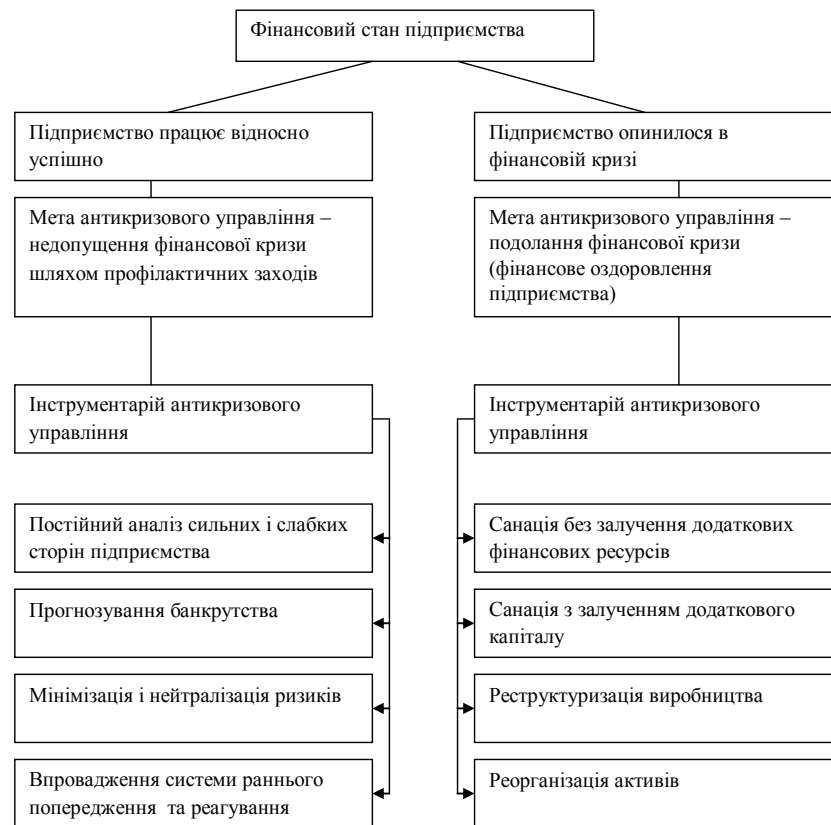 Фінансовий стан підприємства
Підприємство працює відносно
успішно
Мета антикризового управління –
недопущення фінансової кризи
шляхом профілактичних заходів
Інструментарій антикризового
управління
Постійний аналіз сильних і слабких
сторін підприємства
Прогнозування банкрутства
Мінімізація і нейтралізація ризиків
Впровадження системи раннього
попередження та реагування
Підприємство опинилося в
фінансовій кризі
Мета антикризового управління –
подолання фінансової кризи
(фінансове оздоровлення
підприємства)
Інструментарій антикризового
управління
Санація без залучення додаткових
фінансових ресурсів
Санація з залученням додаткового
капіталу
Реструктуризація виробництва
Реорганізація активів